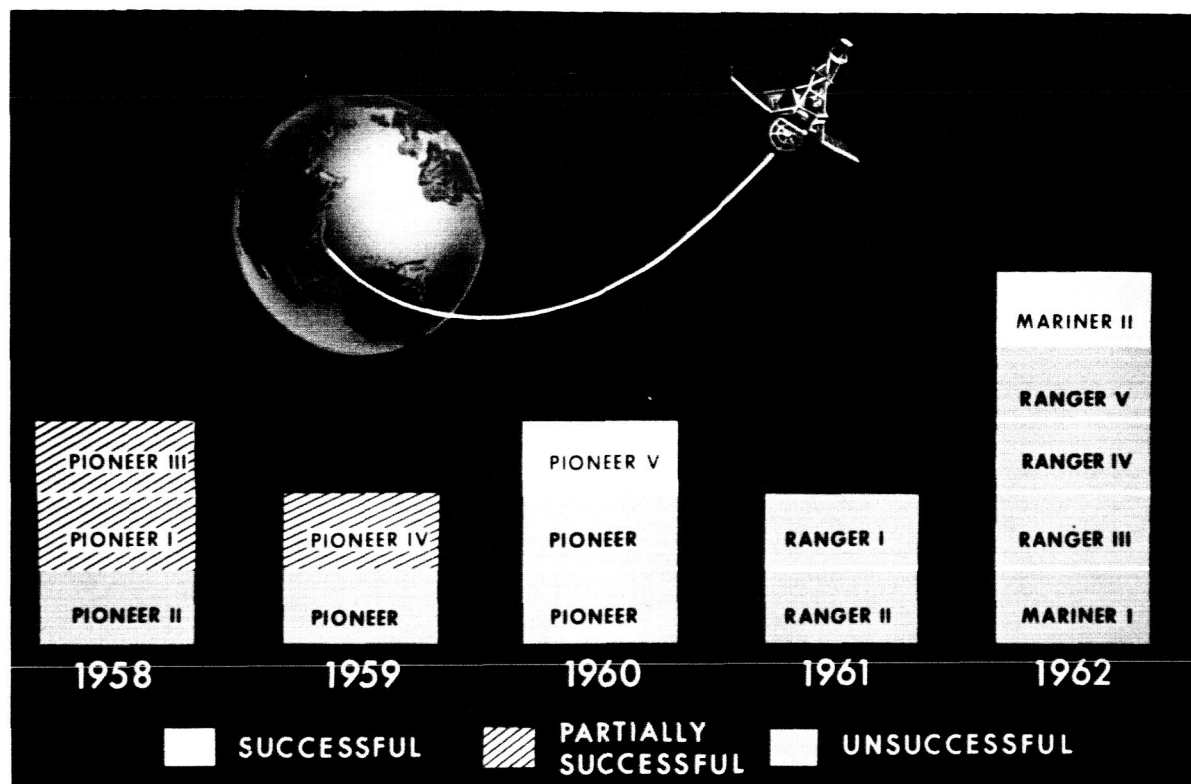 MARINER II
RANGER V
PIONEER III
PIONEER V
RANGER IV
PIONEER I
PIONEER IV
PIONEER
RANGER I
RANGER III
PIONEER II
PIONEER
PIONEER
RANGER II
MARINER I
1958
1959
1960
1961
1962
SUCCESSFUL
PARTIALLY
SUCCESSFUL
UNSUCCESSFUL